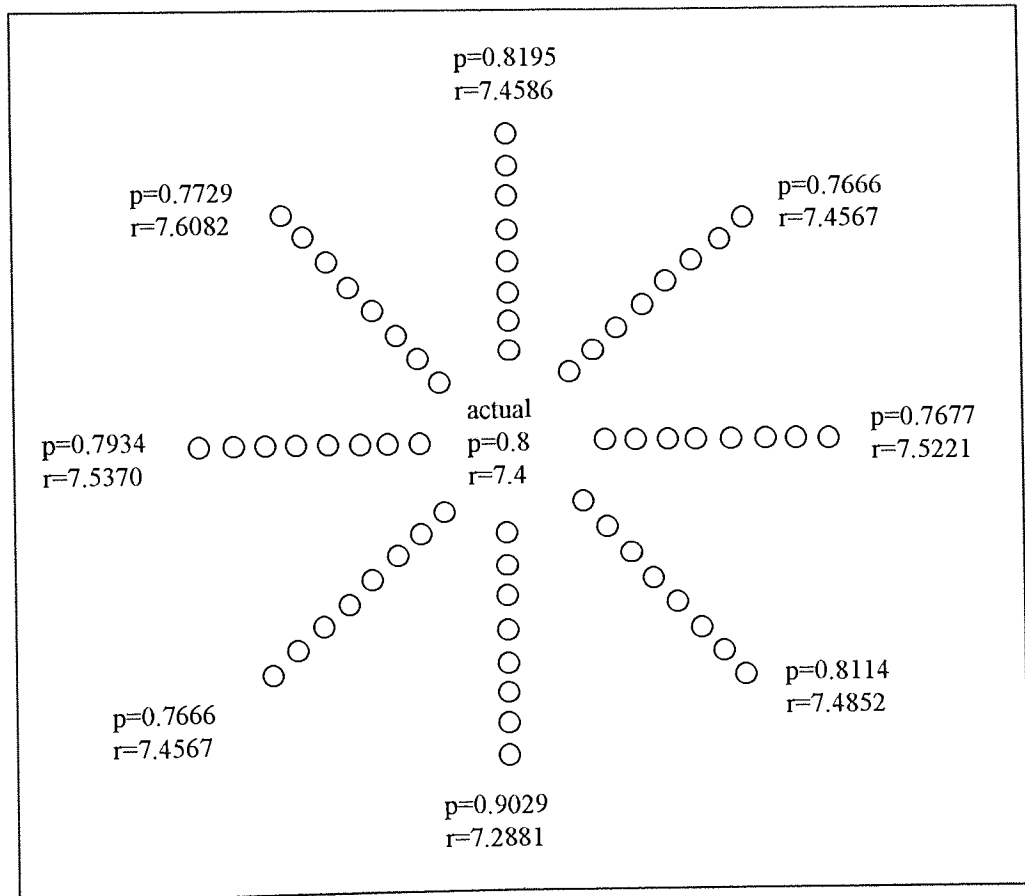 p=0.8195
r=7.4586
p=0.7729
r=7.6082
p=0.7666
r=7.4567
actual
p=0.8
r=7.4
p=0.7934
r=7.5370
p=0.7677
r=7.5221
p=0.7666
r=7.4567
p=0.8114
r=7.4852
p=0.9029
r=7.2881